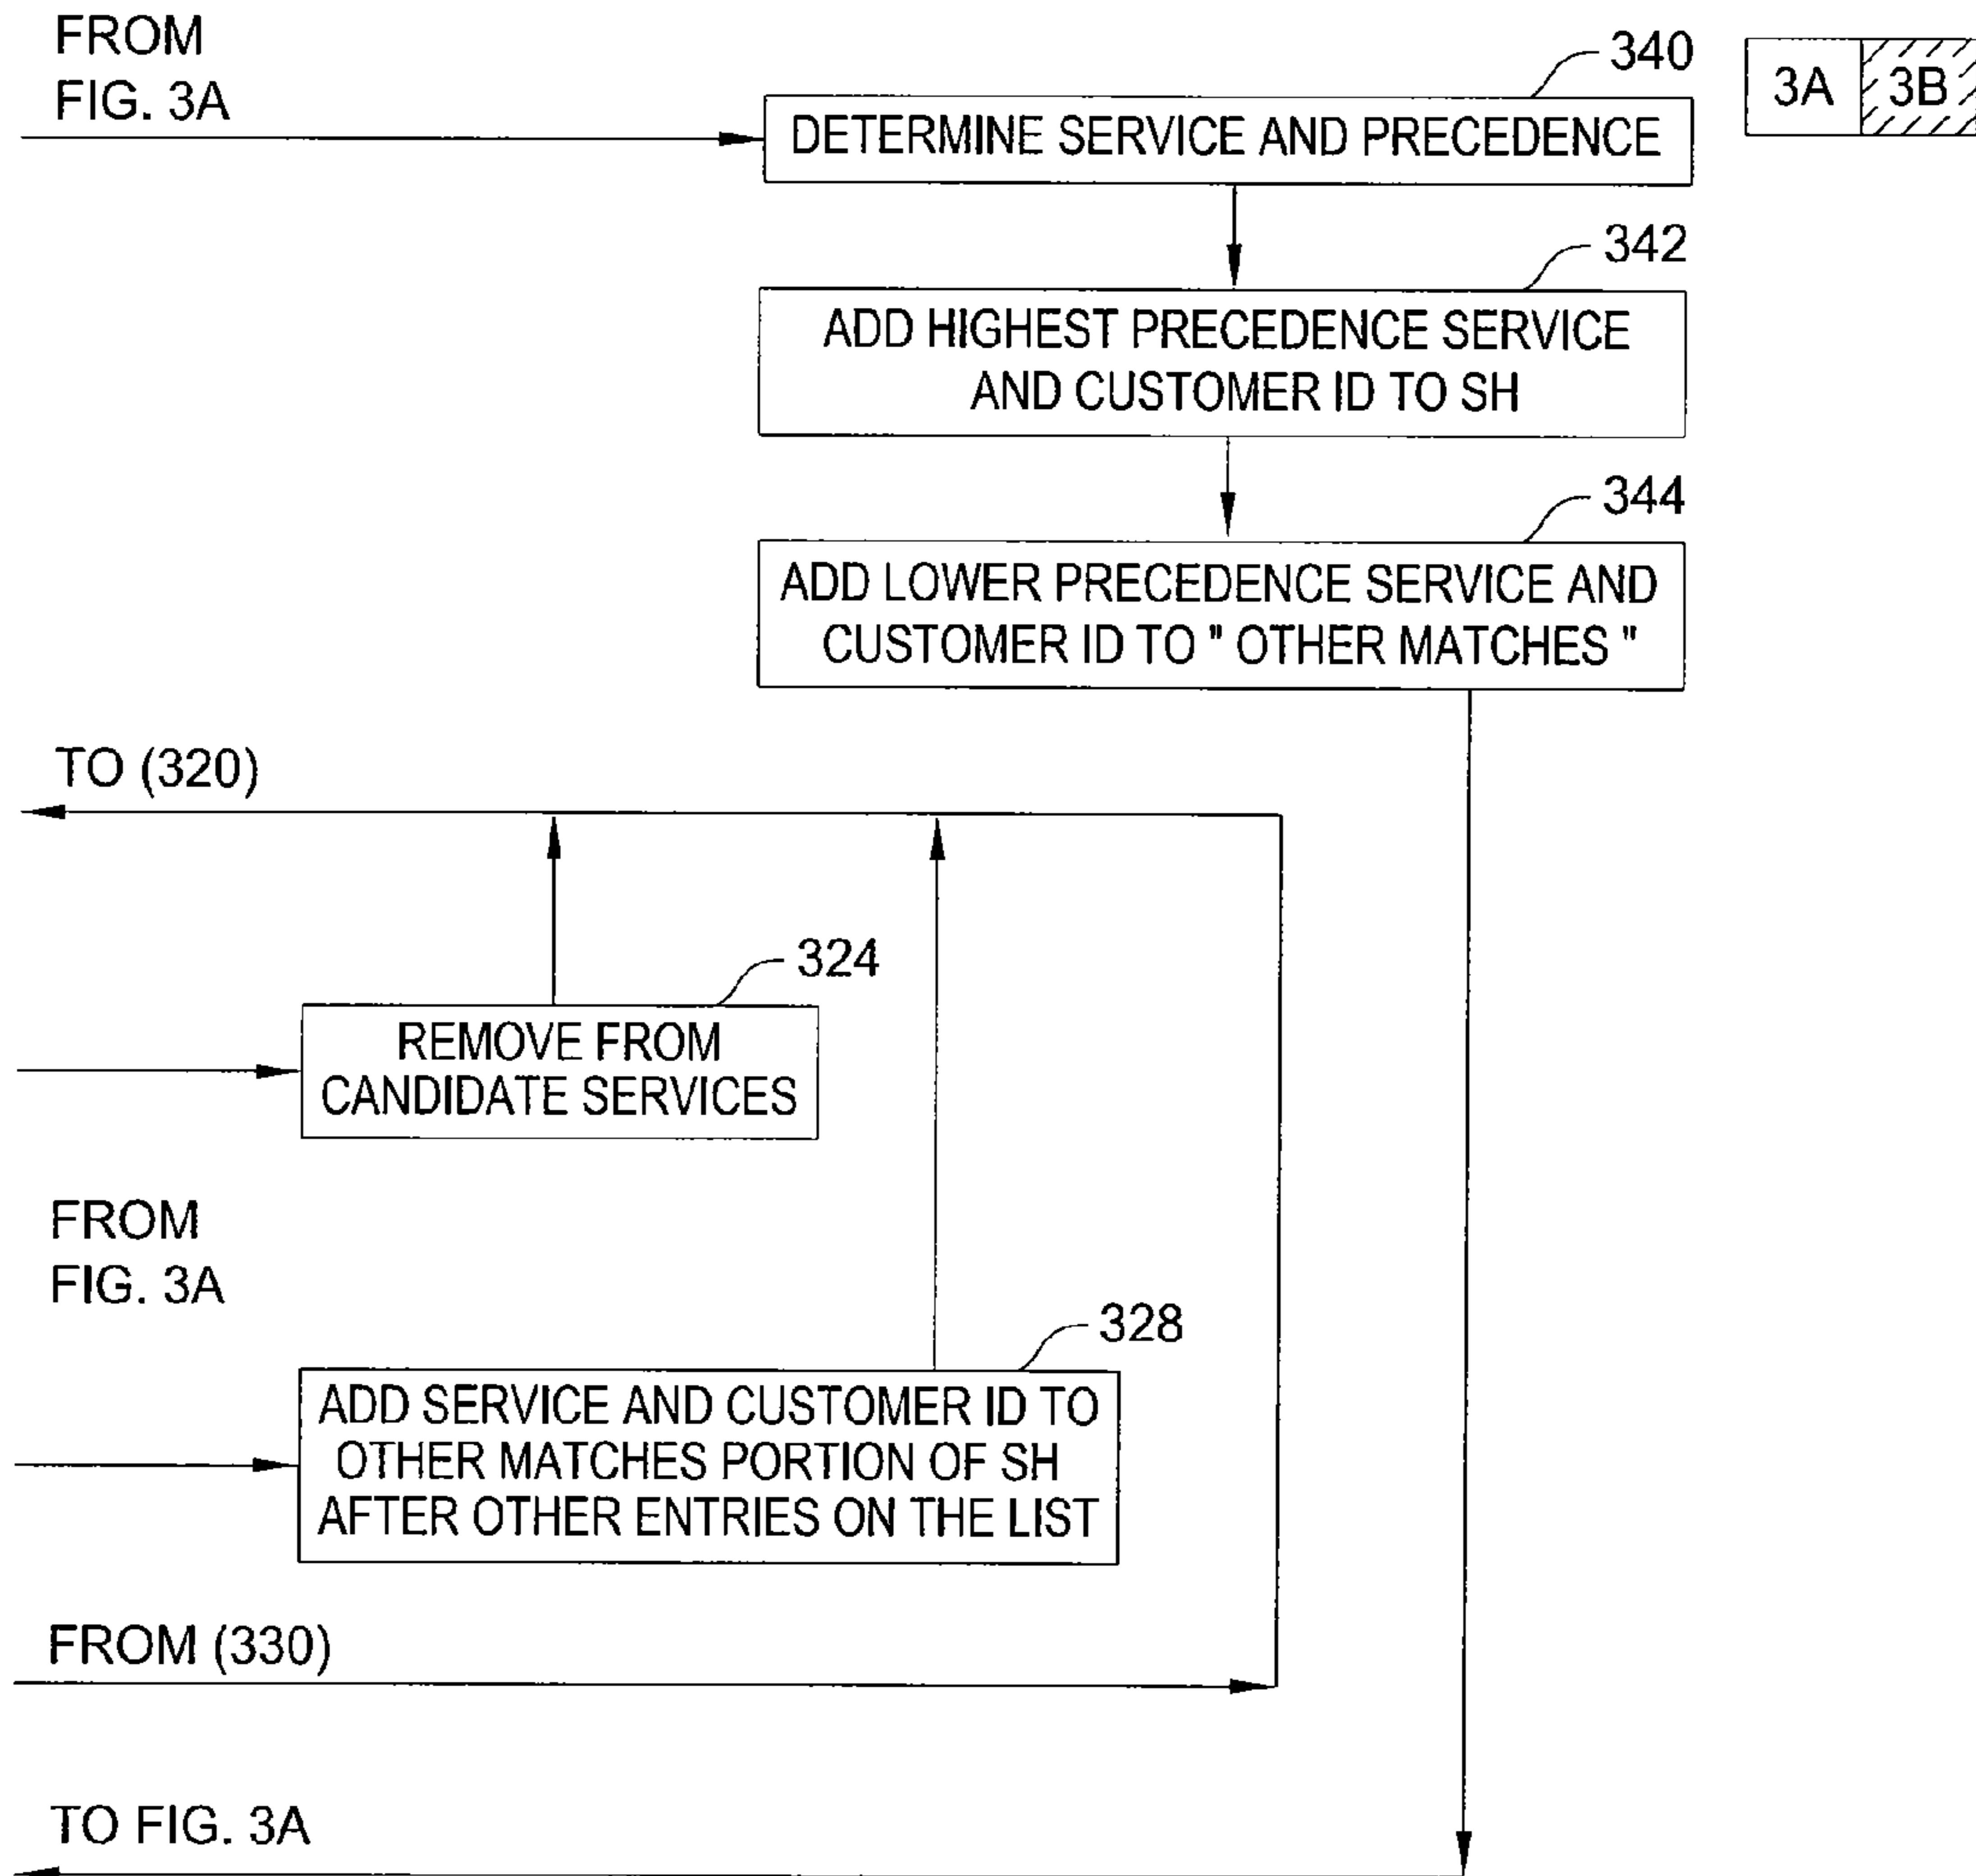 FROM
FIG. 3A
340
3A 3B
DETERMINE SERVICE AND PRECEDENCE
342
ADD HIGHEST PRECEDENCE SERVICE
AND CUSTOMER ID TO SH
344
ADD LOWER PRECEDENCE SERVICE AND
CUSTOMER ID TO " OTHER MATCHES "
TO (320)
324
REMOVE FROM
CANDIDATE SERVICES
FROM
FIG. 3A
328
ADD SERVICE AND CUSTOMER ID TO
OTHER MATCHES PORTION OF SH
AFTER OTHER ENTRIES ON THE LIST
FROM (330)
TO FIG. 3A